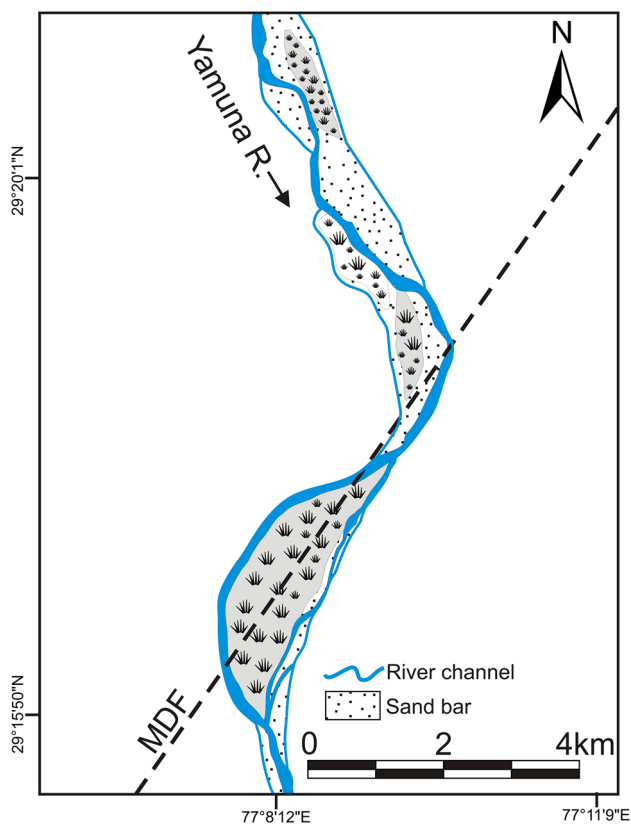 N
Yamuna R.
29°20'1"N
29°15'50"N
MDF
River channel
Sand bar
0 2 4km
77°8'12"E
77°11'9"E